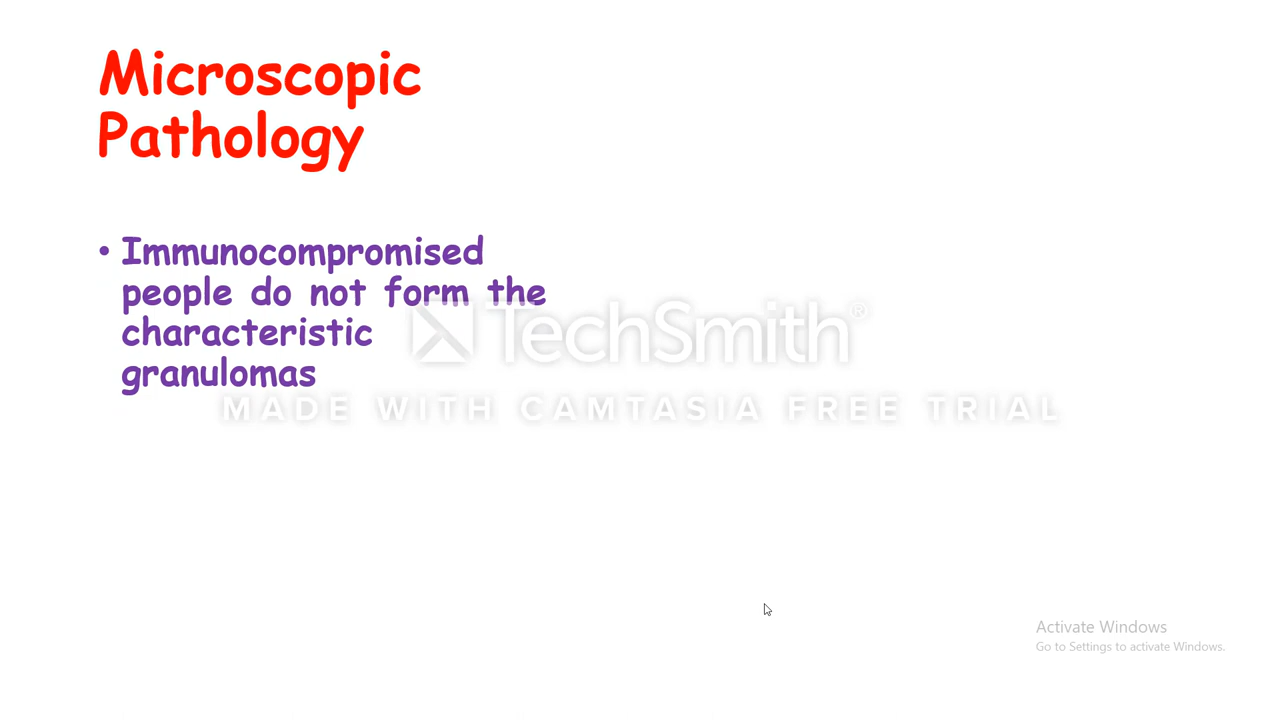 Microscopic
Pathology
• Immunocompromised
people do not form the
characteristic
granulomas
TechSmith®
MADE WITH CAMTASIA FREE TRIAL
Activate Windows
Go to Settings to activate Windows.